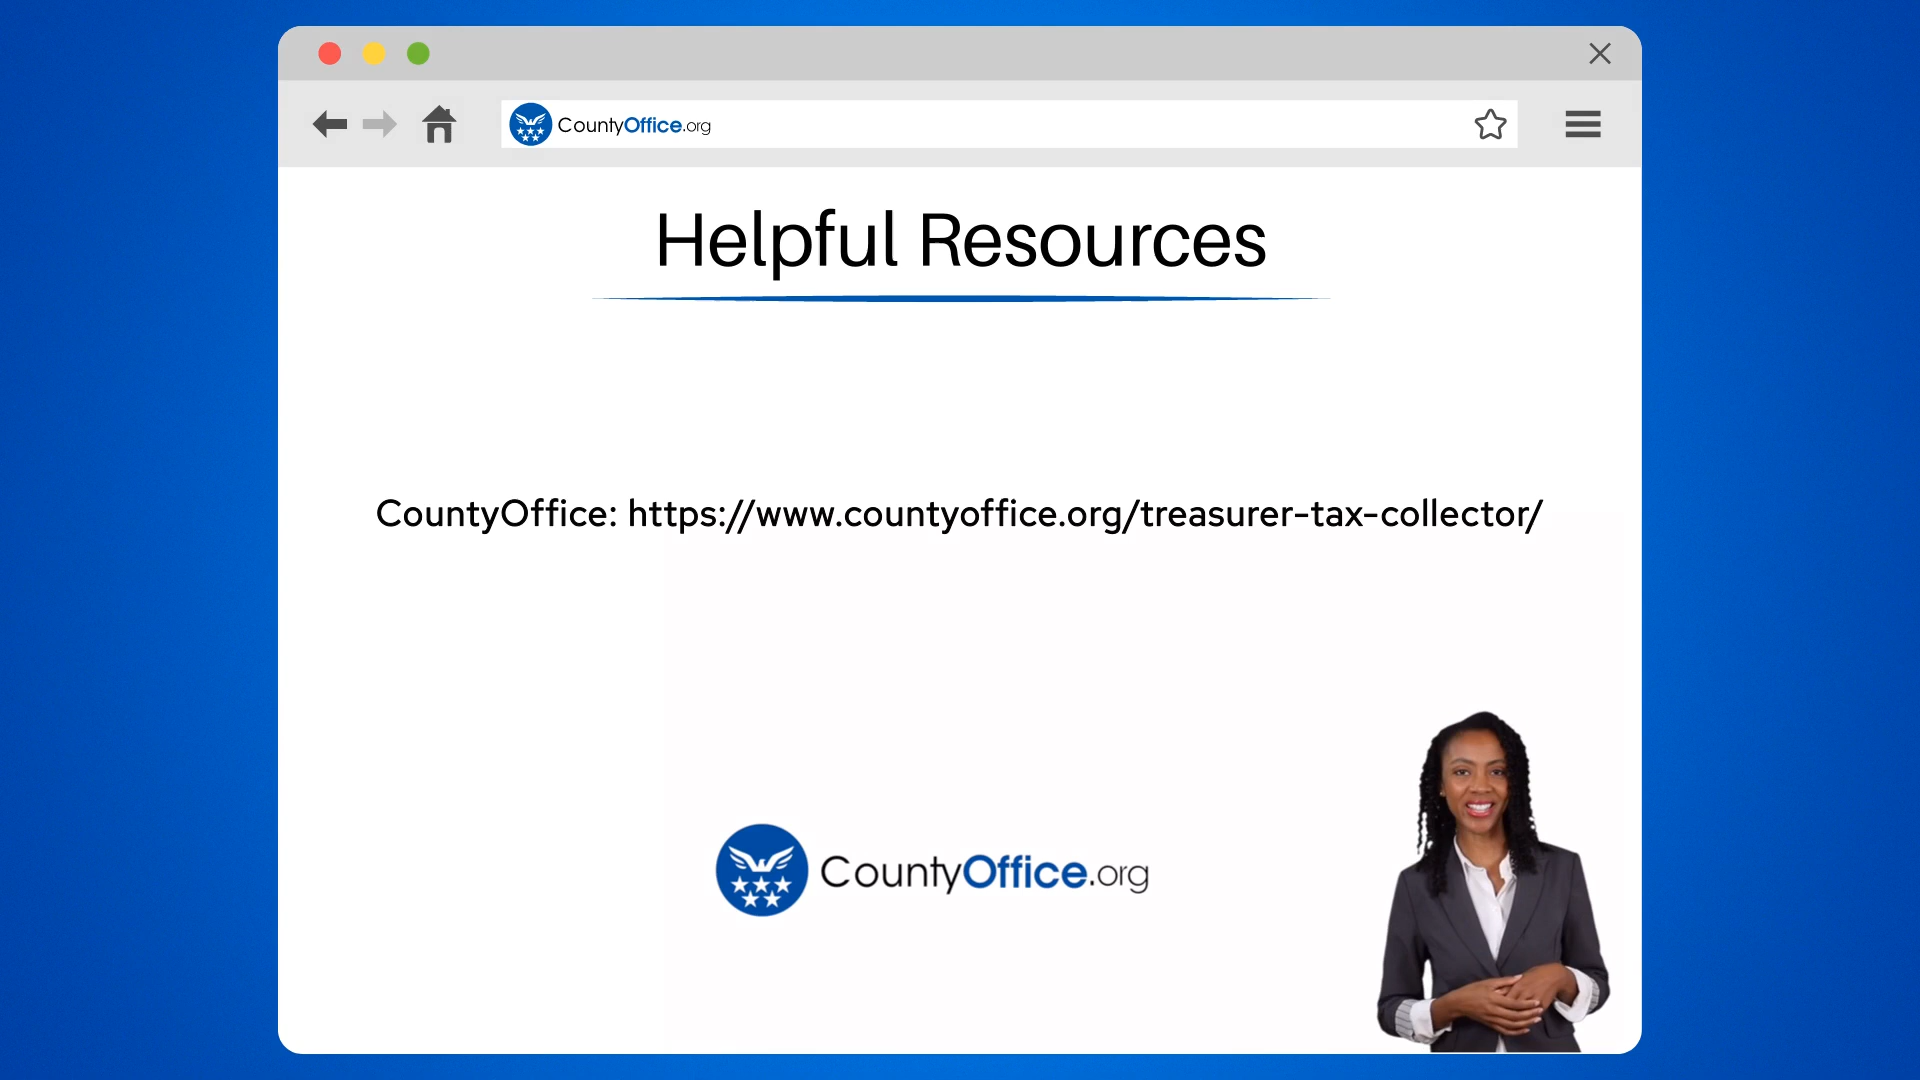 CountyOffice.org
Helpful Resources
CountyOffice: https://www.countyoffice.org/treasurer-tax-collector/
CountyOffice.org